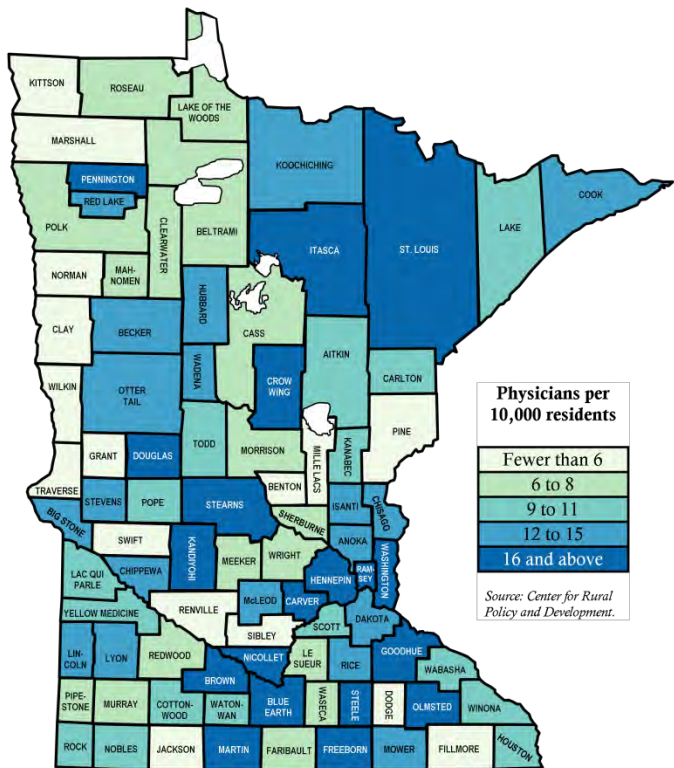 KITTSON
ROSEAU
LAKE OF THE
WOODS
MARSHALL
KOOCHICHING
PENNINGTON
RED LAKE
COOK
POLK
CLEARWATER
BELTRAMI
ITASCA
ST. LOUIS
LAKE
NORMAN
MAH-
NOMEN
HUBBARD
CASS
CLAY
BECKER
AITKIN
WADENA
CROW
WING
CARLTON
WILKIN
OTTER
TAIL
PINE
GRANT
DOUGLAS
TODD
MORRISON
MILLE LACS
KANABEC
TRAVERSE
STEVENS
POPE
STEARNS
BENTON
ISANTI
CHISAGO
BIG STONE
SHERBURNE
SWIFT
KANDIYOHI
ANOKA
MEEKER
WRIGHT
HENNEPIN
RAM-
SEY
WASHINGTON
LAC QUI
PARLE
CHIPPEWA
McLEOD
CARVER
RENVILLE
YELLOW MEDICINE
SCOTT
DAKOTA
SIBLEY
LIN-
COLN
LYON
REDWOOD
NICOLLET
LE
SUEUR
RICE
GOODHUE
WABASHA
BROWN
PIPE-
STONE
MURRAY
COTTON-
WOOD
WATON-
WAN
BLUE
EARTH
WASECA
STEELE
DODGE
OLMSTED
WINONA
ROCK
NOBLES
JACKSON
MARTIN
FARIBAULT
FREEBORN
MOWER
FILLMORE
HOUSTON
Physicians per
10,000 residents
Fewer than 6
6 to 8
9 to 11
12 to 15
16 and above
Source: Center for Rural
Policy and Development.